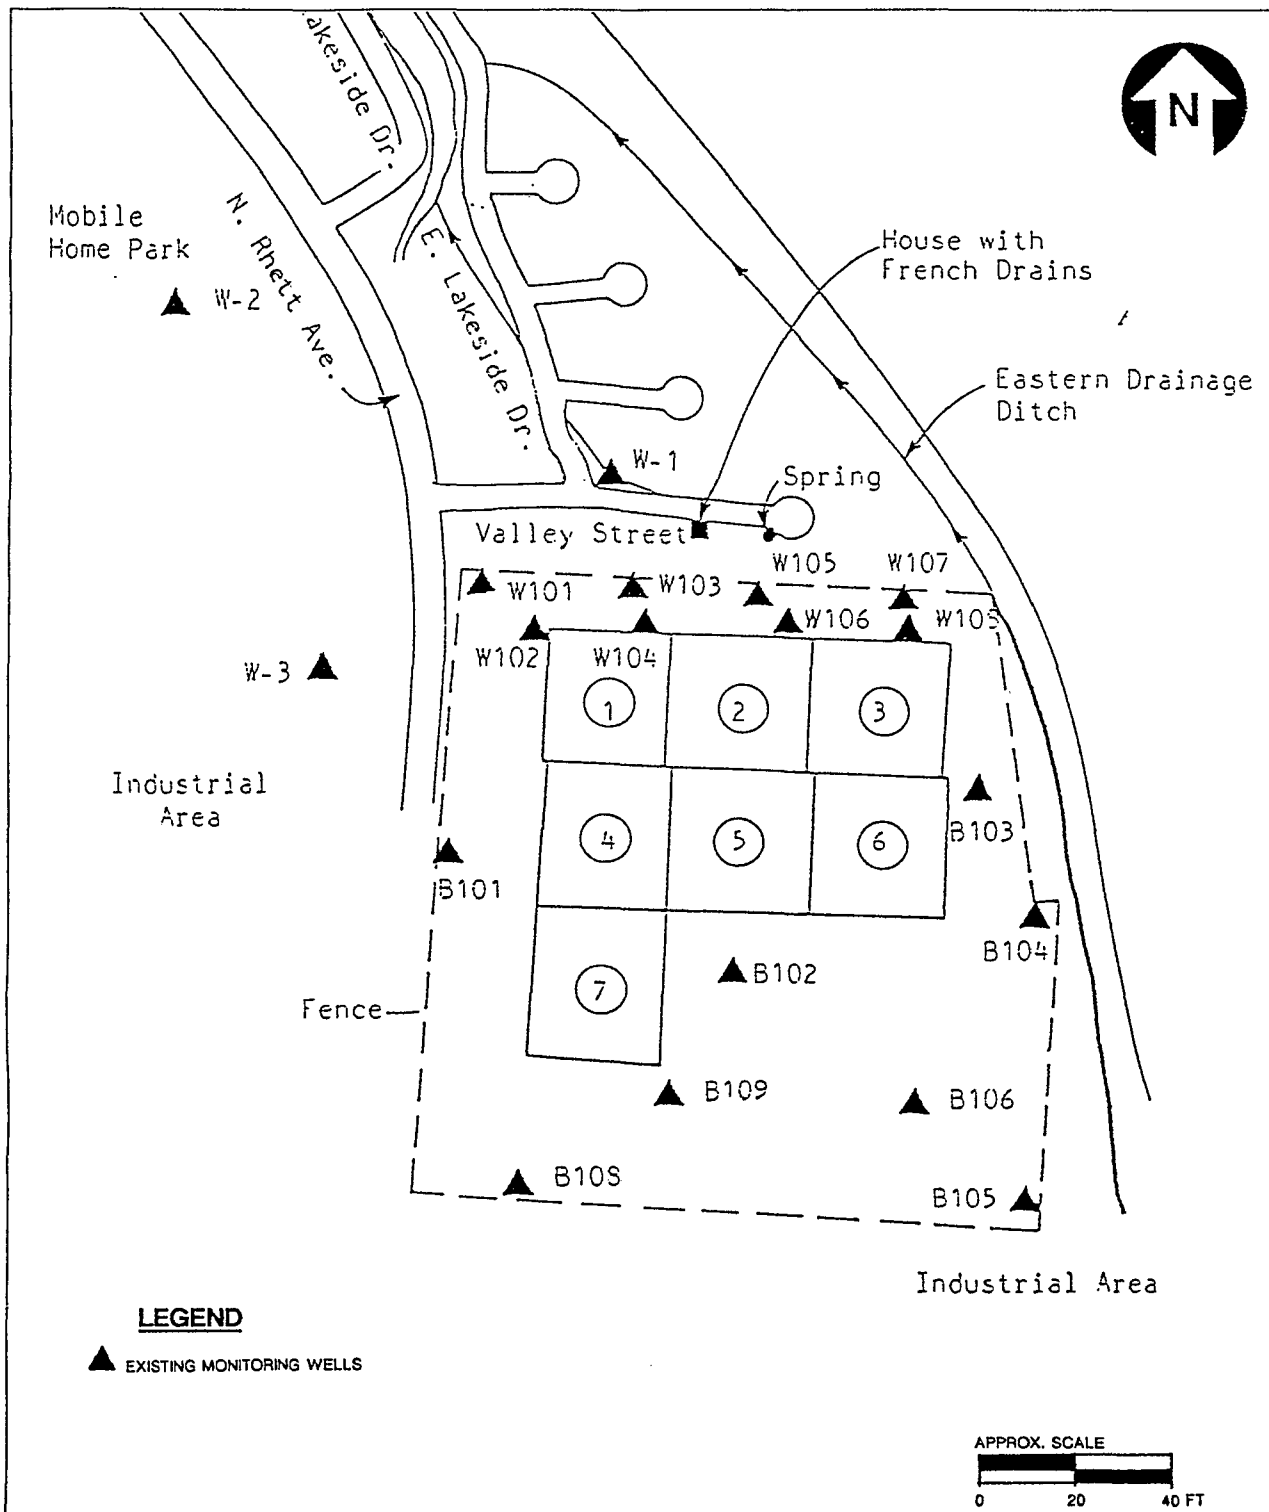 Lakeside Dr.
N
Mobile
Home Park
N. Rhett Ave.
W-2
E. Lakeside Dr.
House with
French Drains
Eastern Drainage
Ditch
W-1
Spring
Valley Street
W105
W107
W101
W103
W106
W108
W102
W104
W-3
1
2
3
Industrial
Area
4
5
6
B103
B101
B104
B102
7
Fence
B109
B106
B108
B105
Industrial Area
LEGEND
EXISTING MONITORING WELLS
APPROX. SCALE
0 20 40 FT